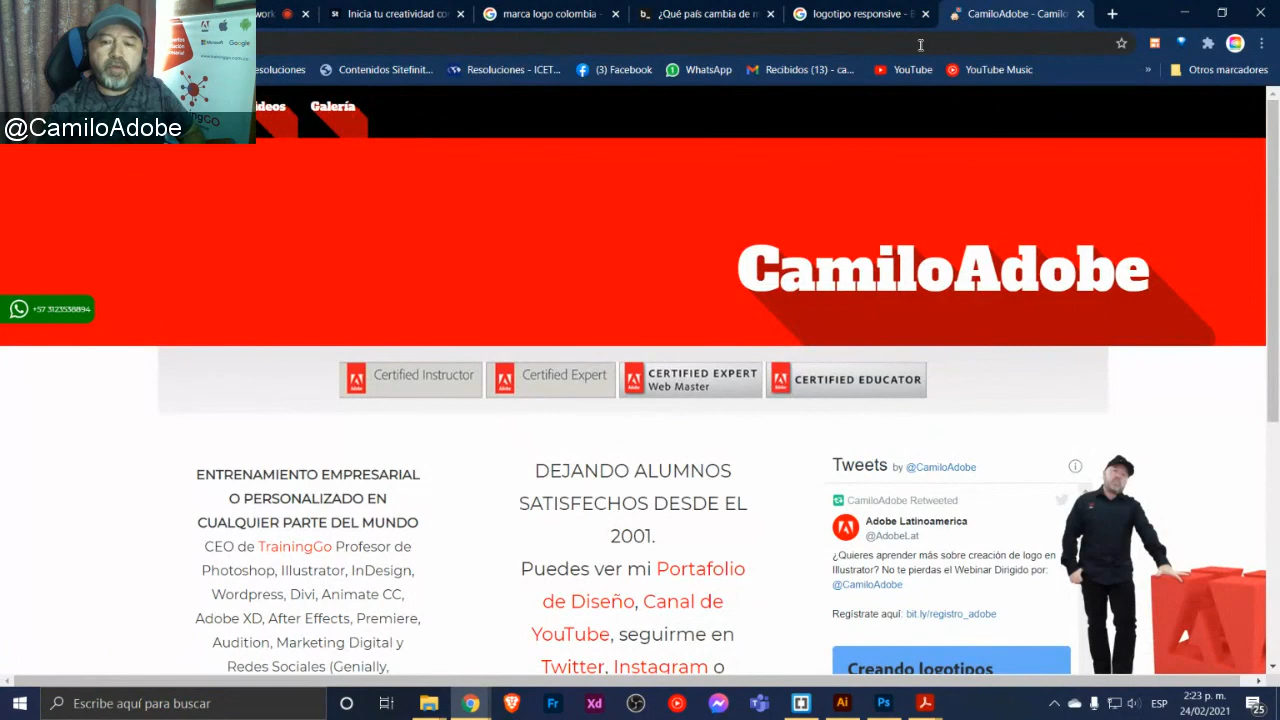 etwork
Inicia tu creatividad co
marca logo colombia
¿Qué país cambia de m
logotipo responsive - B
CamiloAdobe - Camilo
esoluciones
Contenidos Sitefinit...
Resoluciones - ICET...
(3) Facebook
WhatsApp
Recibidos (13) - ca...
YouTube
YouTube Music
»
Otros marcadores
Microsoft Google
@CamiloAdobe
ideos
Galería
CamiloAdobe
+57 3123538894
Certified Instructor
Certified Expert
CERTIFIED EXPERT
Web Master
CERTIFIED EDUCATOR
ENTRENAMIENTO EMPRESARIAL
O PERSONALIZADO EN
CUALQUIER PARTE DEL MUNDO
CEO de TrainingGo Profesor de
Photoshop, Illustrator, InDesign,
Wordpress, Divi, Animate CC,
Adobe XD, After Effects, Premiere,
Audition, Marketing Digital y
Redes Sociales (Genially,
DEJANDO ALUMNOS
SATISFECHOS DESDE EL
2001.
Puedes ver mi Portafolio
de Diseño, Canal de
YouTube, seguirme en
Twitter, Instagram o
Tweets by @CamiloAdobe
CamiloAdobe Retweeted
Adobe Latinoamerica
@AdobeLat
¿Quieres aprender más sobre creación de logo en
Illustrator? No te pierdas el Webinar Dirigido por:
@CamiloAdobe
Regístrate aquí: bit.ly/registro_adobe
Creando logotipos
Escribe aquí para buscar
ESP
2:23 p. m.
24/02/2021
25